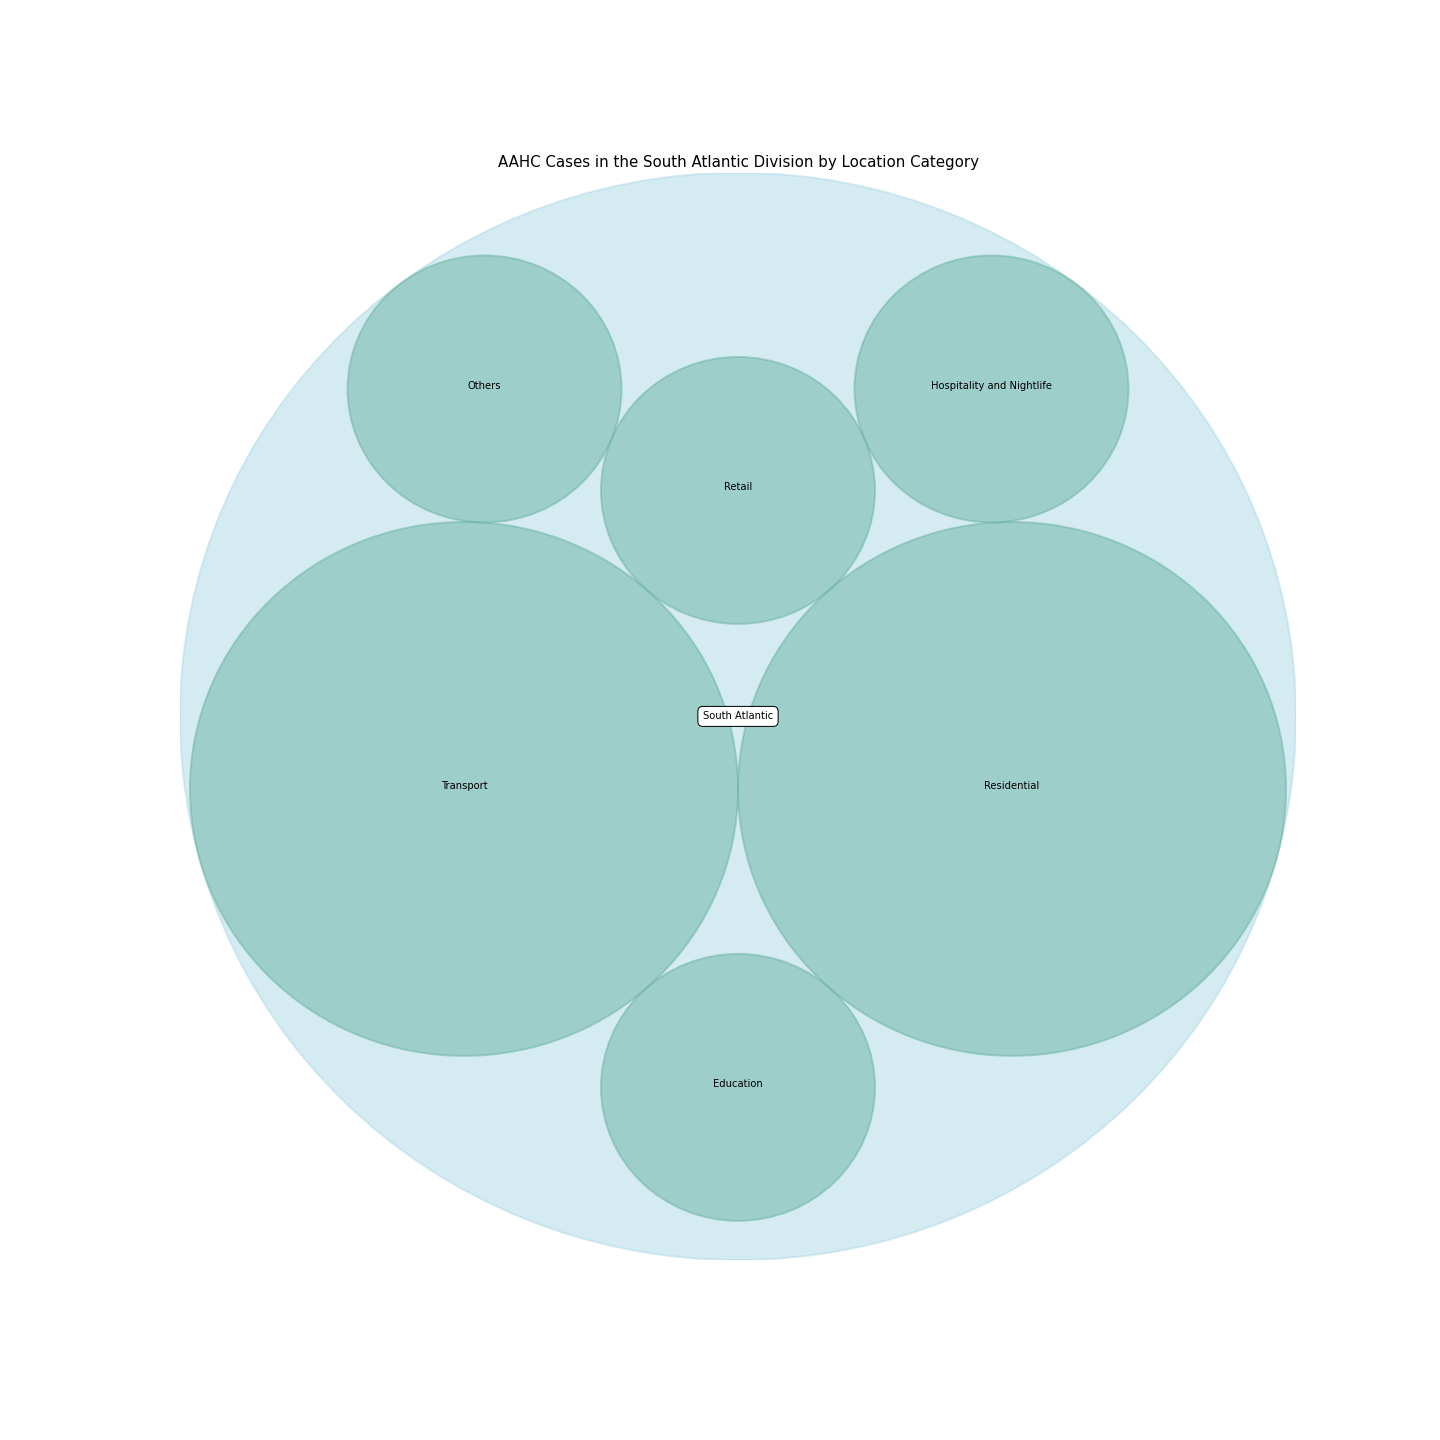 AAHC Cases in the South Atlantic Division by Location Category
Others
Hospitality and Nightlife
Retail
South Atlantic
Transport
Residential
Education